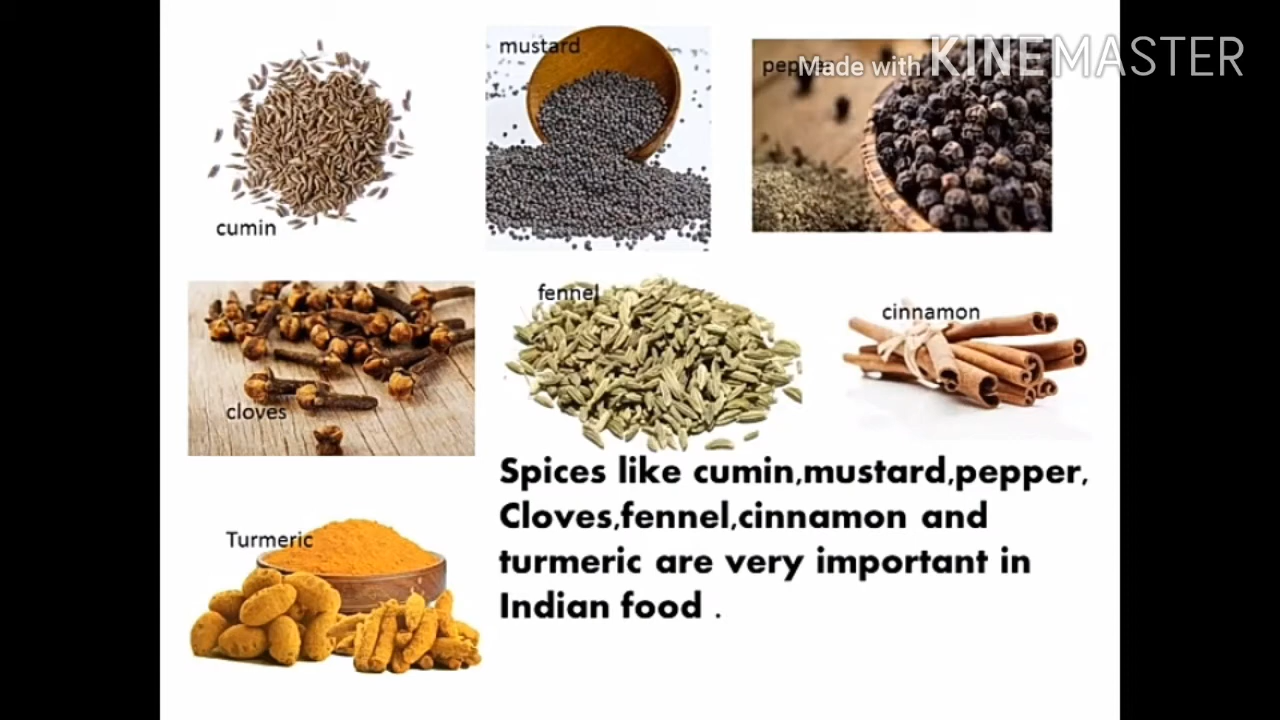 mustard
Made with KINEMASTER
pepper
cumin
fennel
cinnamon
cloves
Spices like cumin,mustard,pepper,
Cloves,fennel,cinnamon and
turmeric are very important in
Indian food .
Turmeric